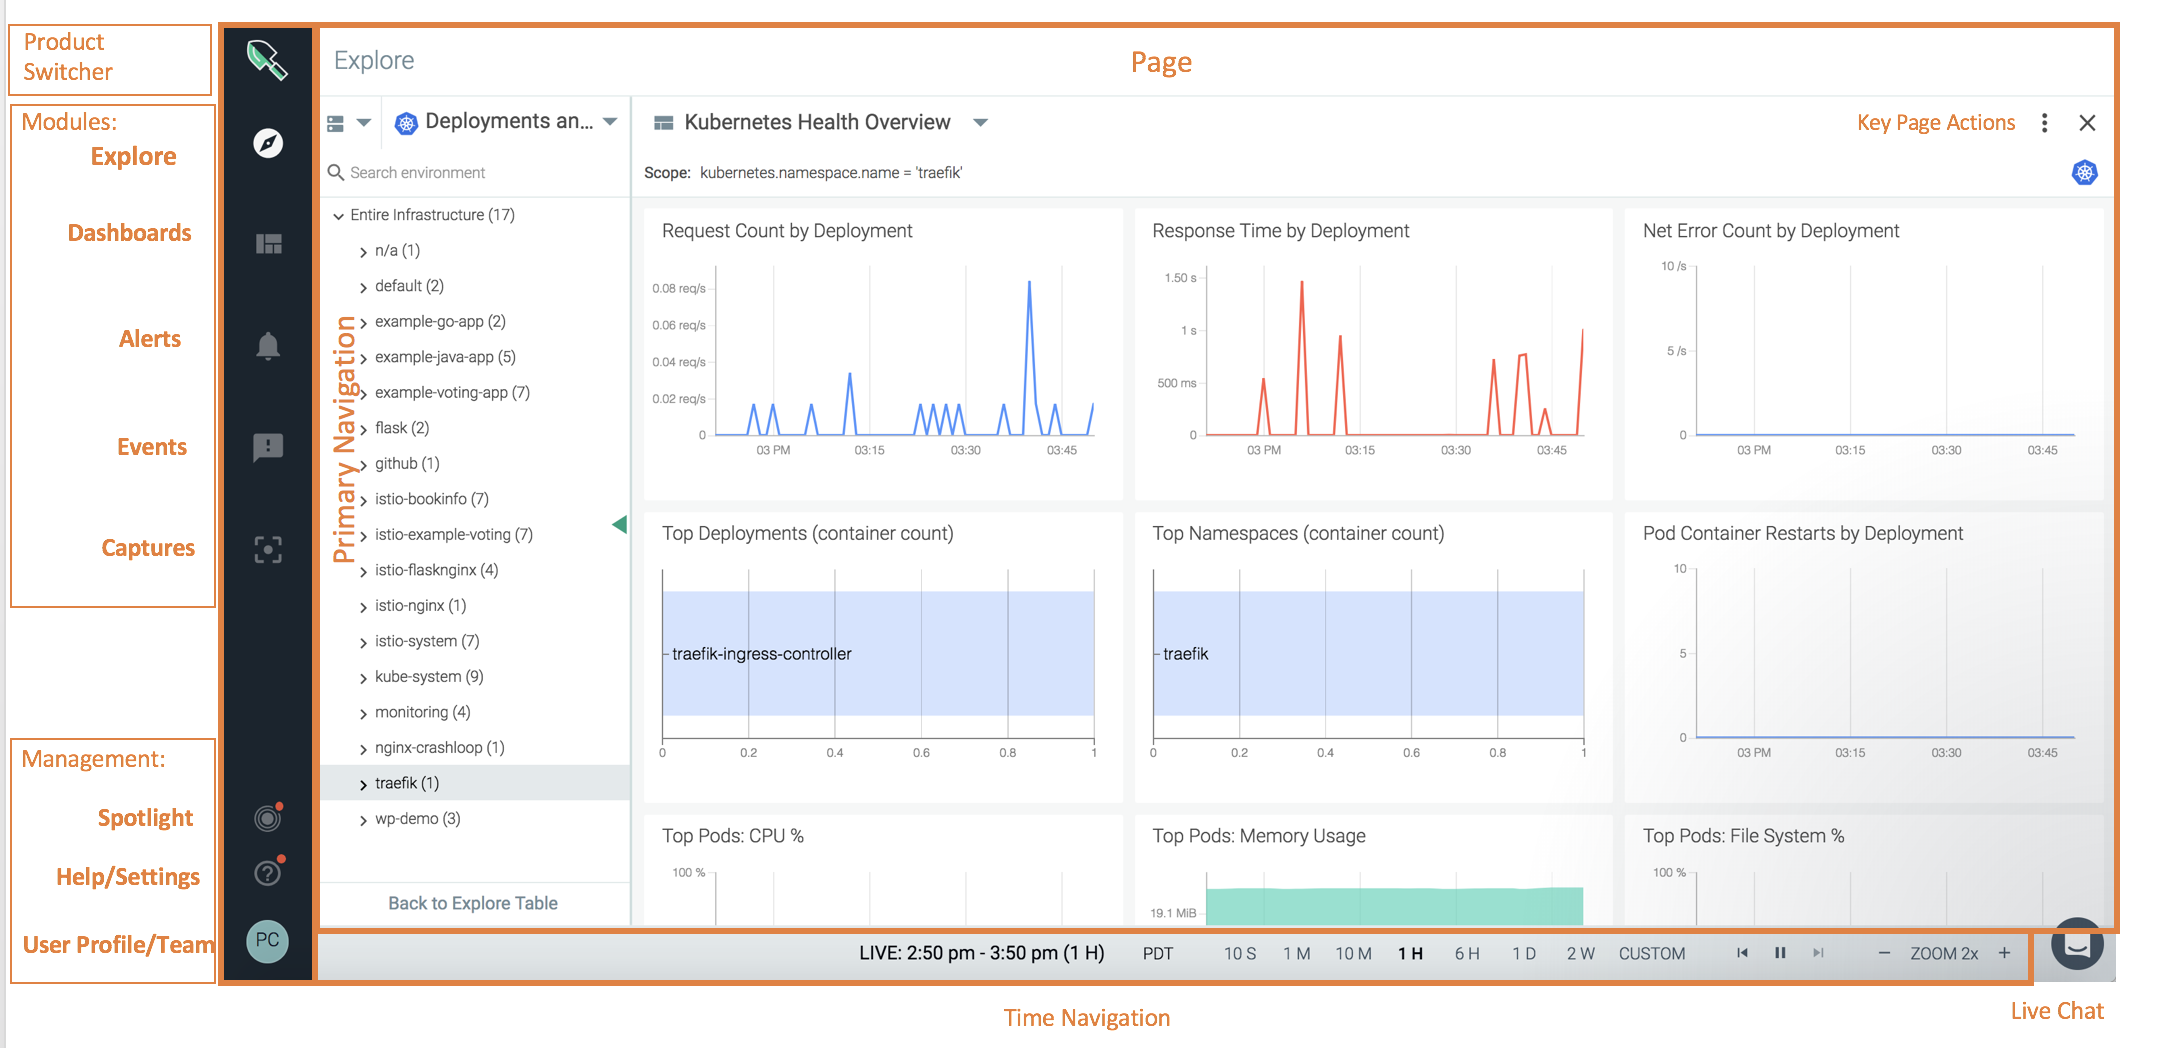 Product
Switcher
Modules:
Explore
Dashboards
Alerts
Events
Captures
Management:
Spotlight
Help/Settings
User Profile/Team
PC
Explore
Page
Deployments an...
Search environment
Primary Navigation
Entire Infrastructure (17)
n/a (1)
default (2)
example-go-app (2)
example-java-app (5)
example-voting-app (7)
flask (2)
github (1)
istio-bookinfo (7)
istio-example-voting (7)
istio-flasknginx (4)
istio-nginx (1)
istio-system (7)
kube-system (9)
monitoring (4)
nginx-crashloop (1)
traefik (1)
wp-demo (3)
Back to Explore Table
Kubernetes Health Overview
Key Page Actions
Scope: kubernetes.namespace.name = 'traefik'
Request Count by Deployment
0.08 req/s
0.06 req/s
0.04 req/s
0.02 req/s
0
03 PM 03:15 03:30 03:45
Response Time by Deployment
1.50 s
1 s
500 ms
0
03 PM 03:15 03:30 03:45
Net Error Count by Deployment
10 /s
5 /s
0
03 PM 03:15 03:30 03:45
Top Deployments (container count)
traefik-ingress-controller
0 0.2 0.4 0.6 0.8 1
Top Namespaces (container count)
traefik
0 0.2 0.4 0.6 0.8 1
Pod Container Restarts by Deployment
10
5
0
03 PM 03:15 03:30 03:45
Top Pods: CPU %
100 %
Top Pods: Memory Usage
19.1 MiB
Top Pods: File System %
100 %
LIVE: 2:50 pm - 3:50 pm (1 H) PDT 10 S 1 M 10 M 1 H 6 H 1 D 2 W CUSTOM − ZOOM 2x +
Time Navigation
Live Chat